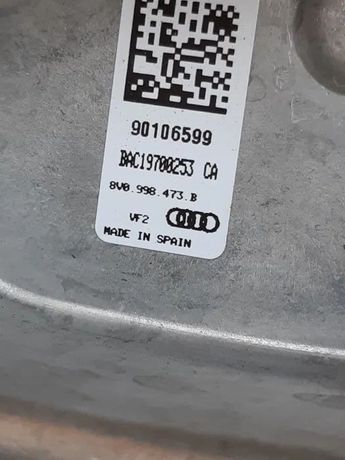 90106599
BAC19700253 CA
8V0.998.473.B
VF2
MADE IN SPAIN